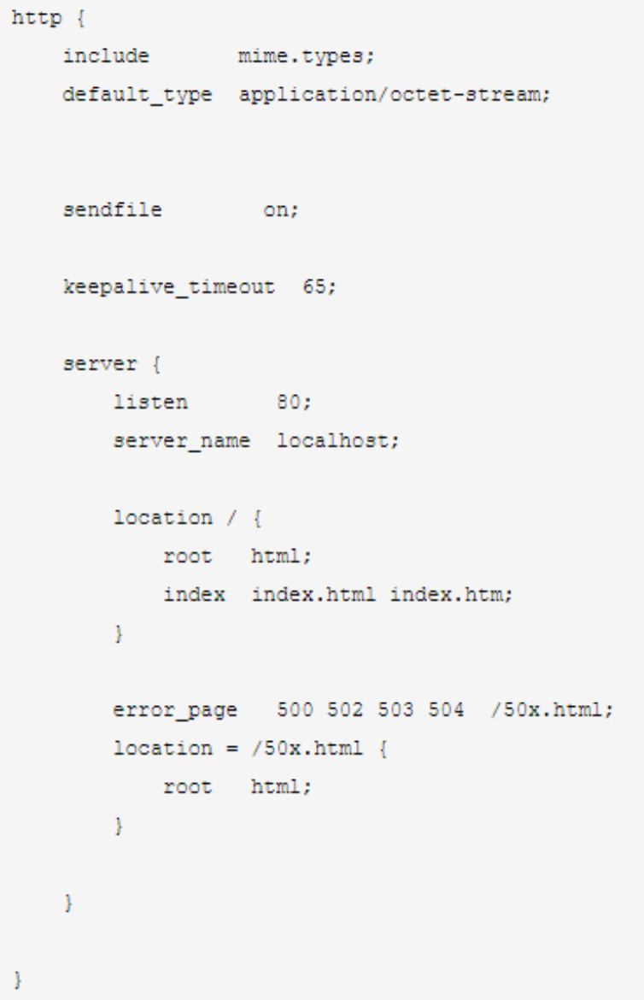 http {
    include       mime.types;
    default_type  application/octet-stream;
    sendfile        on;
    keepalive_timeout  65;
    server {
        listen       80;
        server_name  localhost;
        location / {
            root   html;
            index  index.html index.htm;
        }
        error_page   500 502 503 504  /50x.html;
        location = /50x.html {
            root   html;
        }
    }
}